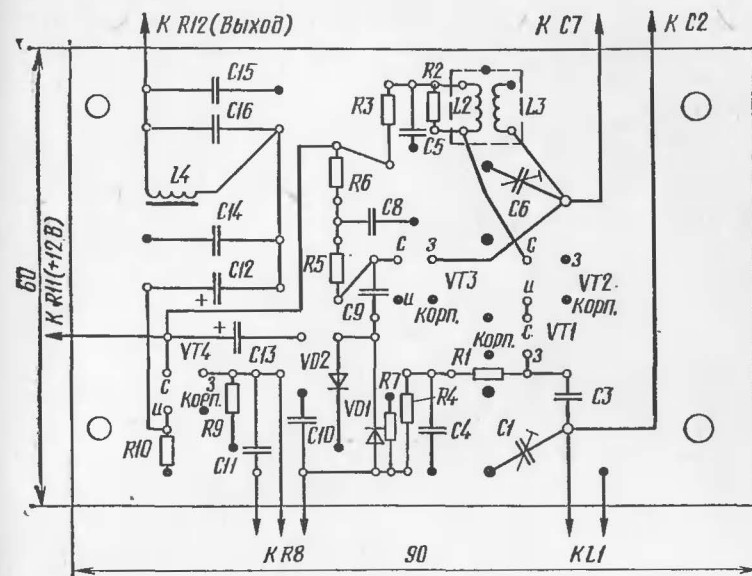 К R12 (Выход)
К C7
К C2
C15
C16
R3
R2
L2
L3
C5
L4
R6
C6
C14
C8
C12
R5
С
З
VT3
С
З
VT2
60
К R11 (+12 В)
+
C9
И
Корп.
И
Корп.
+
C13
VT4
VD2
Корп.
С
VT1
З
С
З
И
Корп.
R9
R10
C11
C10
VD1
R7
R4
R1
C4
C1
C3
К R8
90
К L1